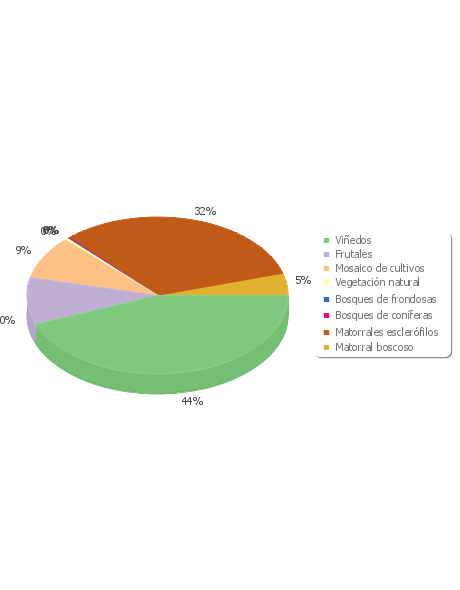 32%
0%
9%
5%
0%
44%
Viñedos
Frutales
Mosaico de cultivos
Vegetación natural
Bosques de frondosas
Bosques de coníferas
Matorrales esclerófilos
Matorral boscoso